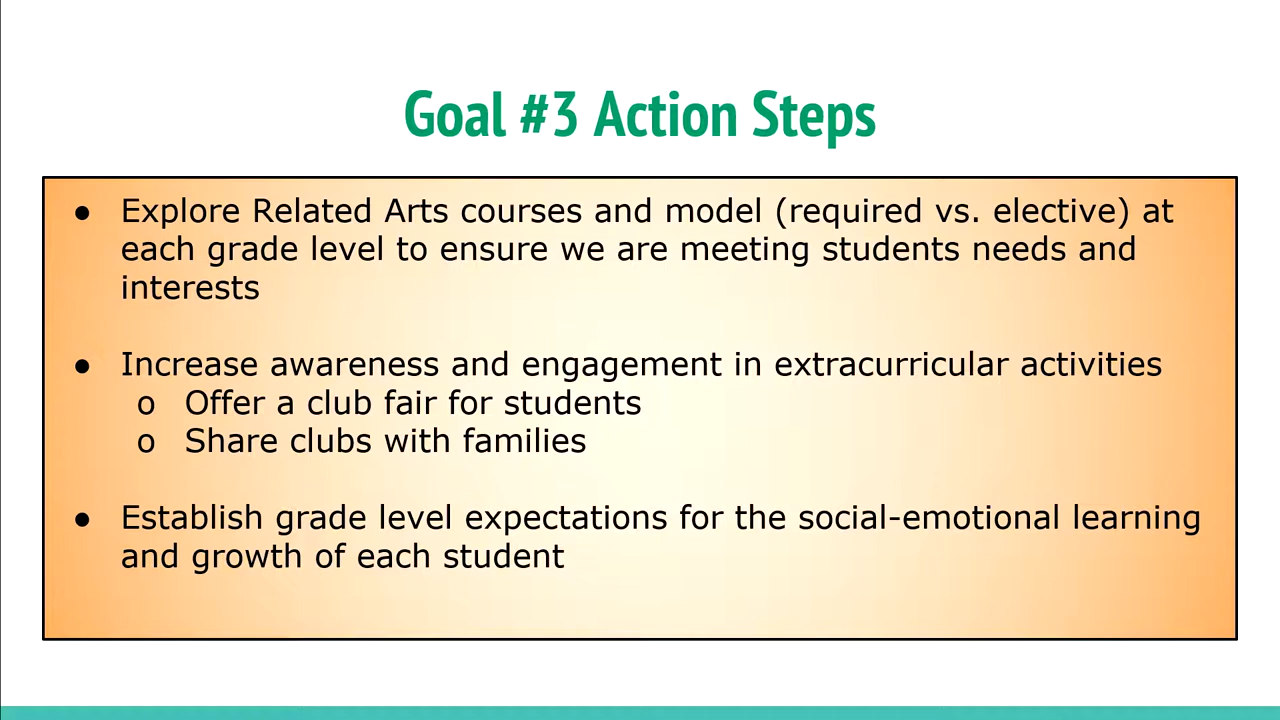 Goal #3 Action Steps
● Explore Related Arts courses and model (required vs. elective) at
each grade level to ensure we are meeting students needs and
interests
● Increase awareness and engagement in extracurricular activities
o Offer a club fair for students
o Share clubs with families
● Establish grade level expectations for the social-emotional learning
and growth of each student